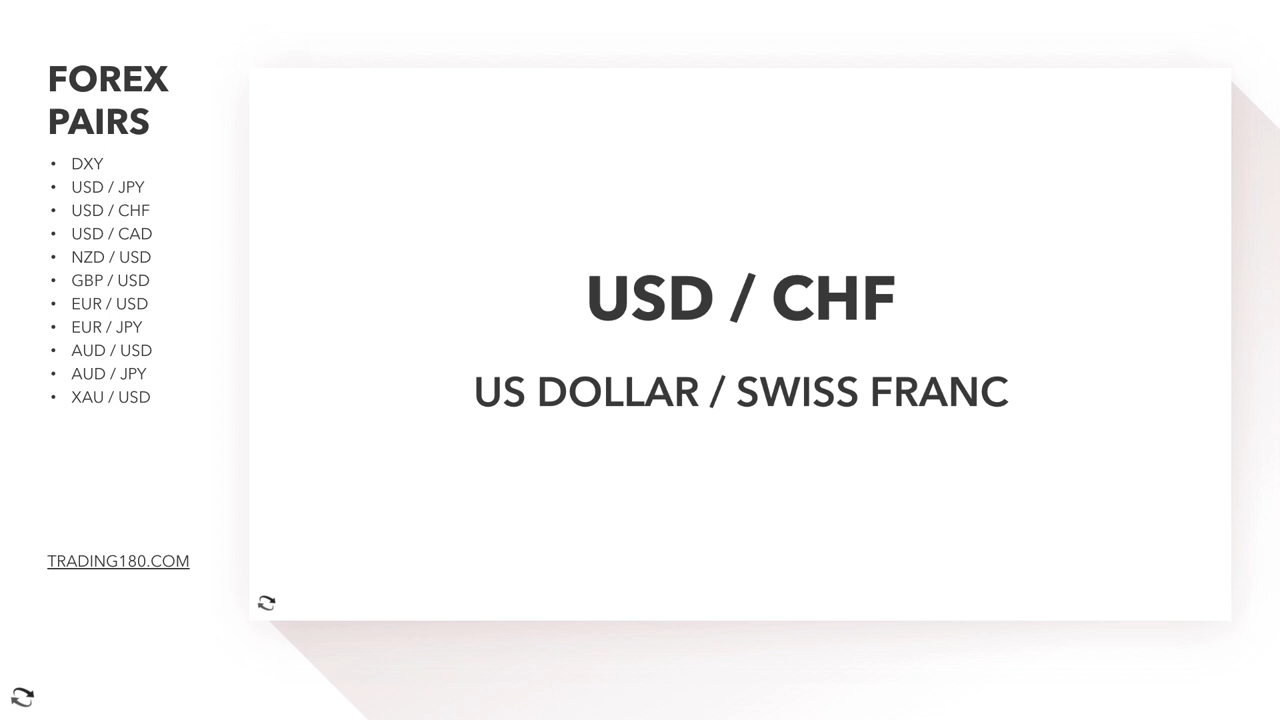 FOREX
PAIRS
• DXY
• USD / JPY
• USD / CHF
• USD / CAD
• NZD / USD
• GBP / USD
• EUR / USD
• EUR / JPY
• AUD / USD
• AUD / JPY
• XAU / USD
TRADING180.COM
USD / CHF
US DOLLAR / SWISS FRANC